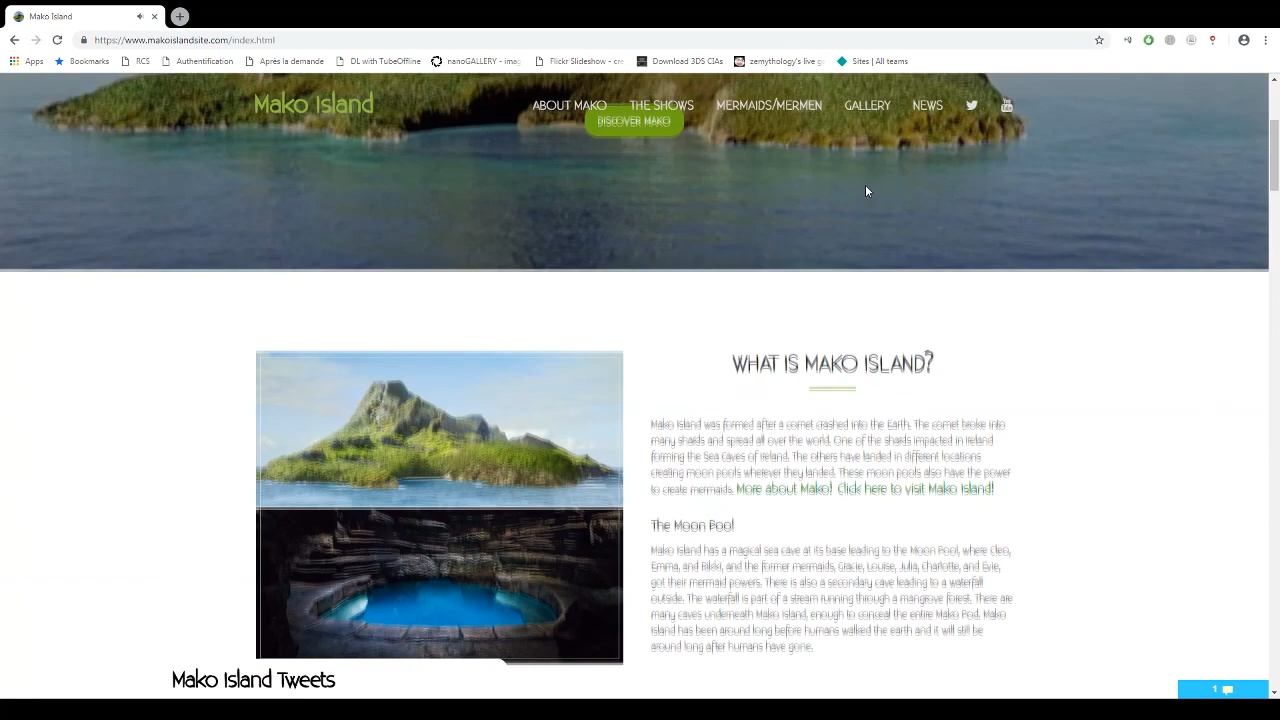 Mako Island
https://www.makoislandsite.com/index.html
Apps Bookmarks RCS Authentification Après la demande DL with TubeOffline nanoGALLERY - imag Flickr Slideshow - cre Download 3DS CIAs zemythology's live g Sites | All teams
Mako Island ABOUT MAKO THE SHOWS MERMAIDS/MERMEN GALLERY NEWS
DISCOVER MAKO
WHAT IS MAKO ISLAND?
Mako Island was formed after a comet crashed into the Earth. The comet broke into
many shards and spread all over the world. One of the shards impacted in Ireland
forming the Sea Caves of Ireland. The others have landed in different locations
creating moon pools wherever they landed. These moon pools also have the power
to create mermaids. More about Mako! Click here to visit Mako Island!
The Moon Pool
Mako Island has a magical sea cave at its base leading to the Moon Pool, where Cleo,
Emma, and Rikki, and the former mermaids, Gracie, Louise, Julia, Charlotte, and Evie,
got their mermaid powers. There is also a secondary cave leading to a waterfall
outside. The waterfall is part of a stream running through a mangrove forest. There are
many caves underneath Mako Island, enough to conceal the entire Mako Pod. Mako
Island has been around long before humans walked the earth and it will still be
around long after humans have gone.
Mako Island Tweets
1